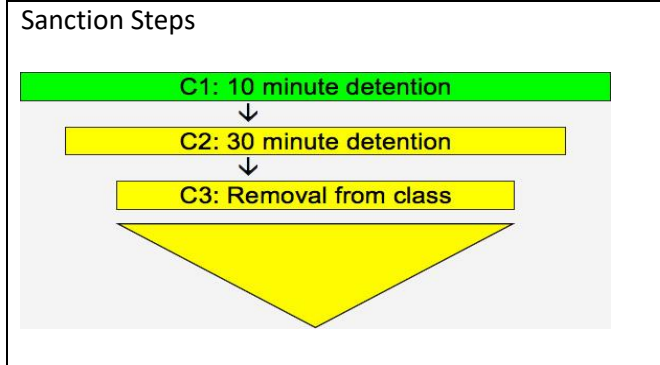 Sanction Steps
C1: 10 minute detention
C2: 30 minute detention
C3: Removal from class